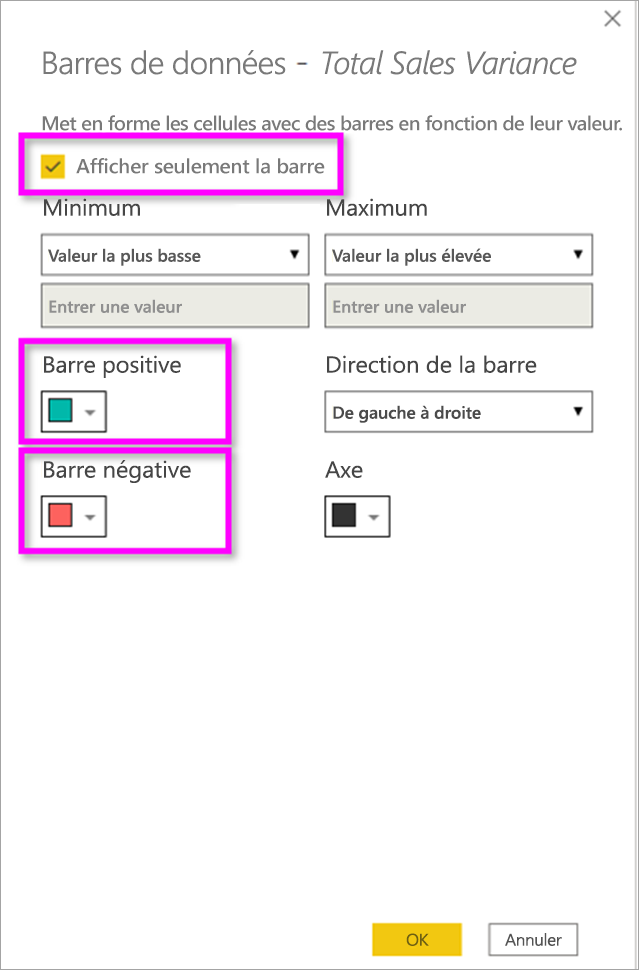 Barres de données - Total Sales Variance
Met en forme les cellules avec des barres en fonction de leur valeur.
Afficher seulement la barre
Minimum
Maximum
Valeur la plus basse
Valeur la plus élevée
Entrer une valeur
Entrer une valeur
Barre positive
Direction de la barre
De gauche à droite
Barre négative
Axe
OK
Annuler